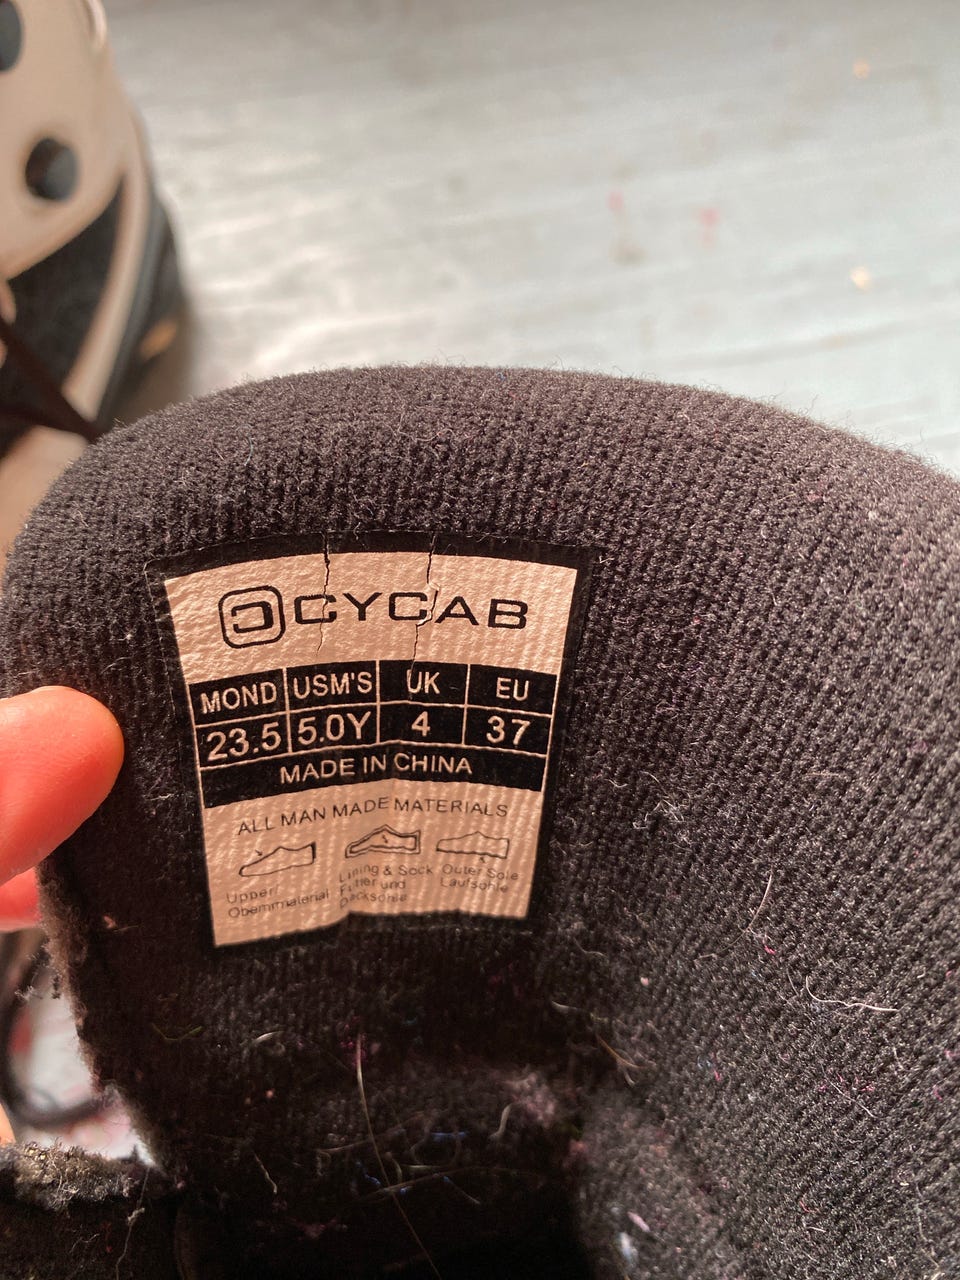 CYCAB
MOND USM'S UK EU
23.5 5.0Y 4 37
MADE IN CHINA
ALL MAN MADE MATERIALS
Upper/ Lining & Sock Outer Sole
Obermmaterial Futter und Laufsohle
Decksohle